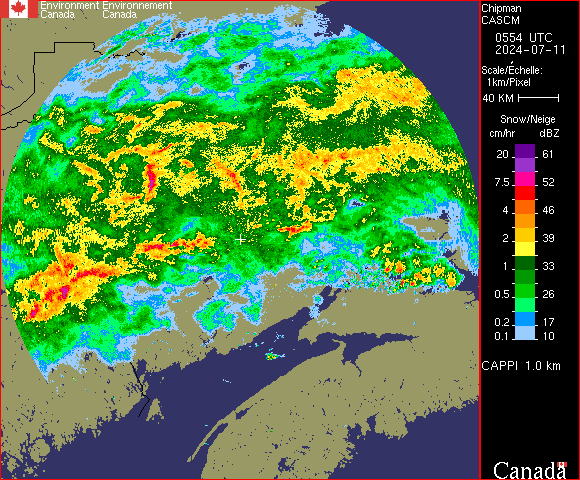 Environment Environnement
Canada Canada
Chipman
CASCM
0554 UTC
2024-07-11
Scale/Échelle:
1km/Pixel
40 KM
Snow/Neige
cm/hr dBZ
20 61
7.5 52
4 46
2 39
1 33
0.5 26
0.2 17
0.1 10
CAPPI 1.0 km
Canada